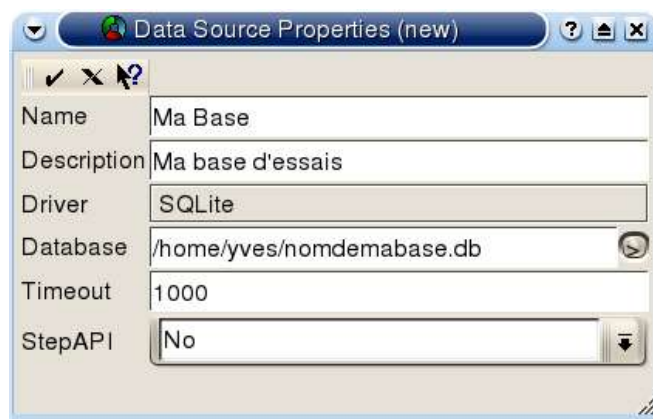 Data Source Properties (new)
Name Ma Base
Description Ma base d'essais
Driver SQLite
Database /home/yves/nomdemabase.db
Timeout 1000
StepAPI No